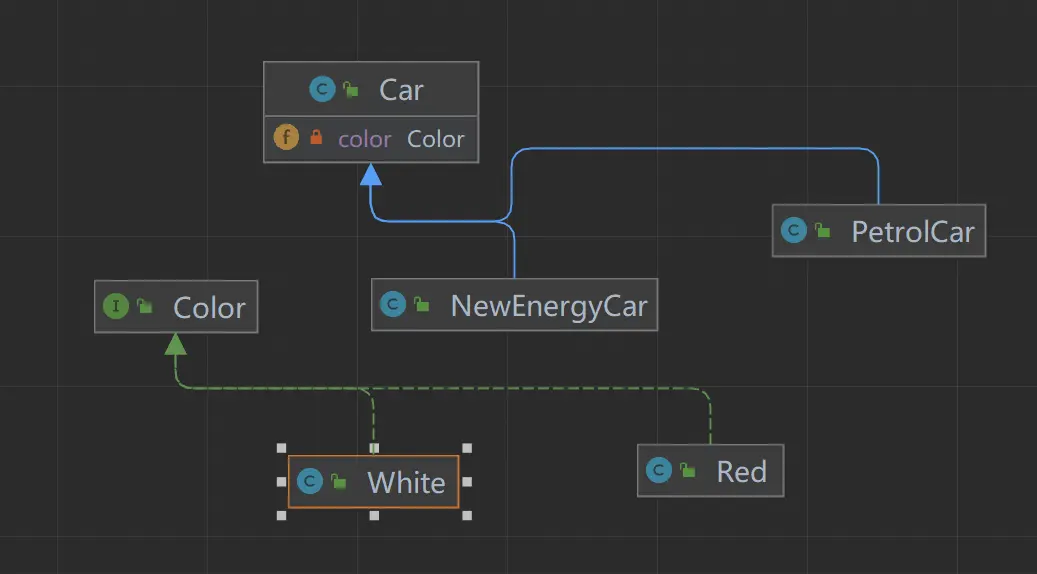 C Car
f color Color
C PetrolCar
I Color
C NewEnergyCar
C White
C Red